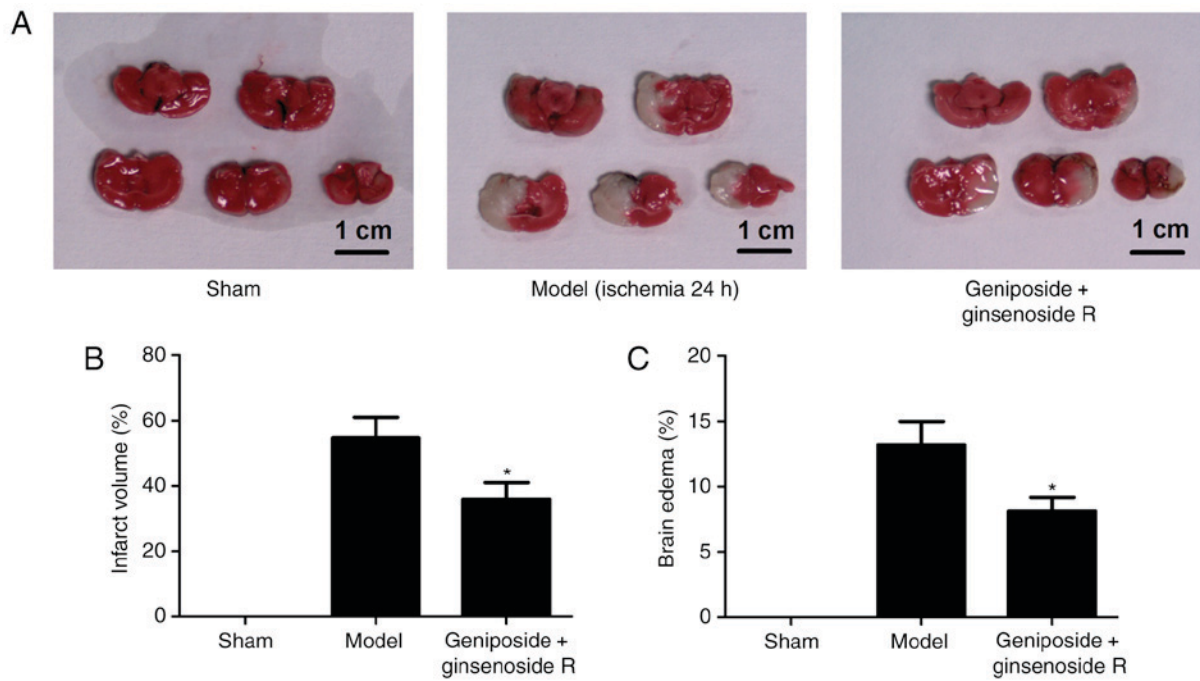 A
1 cm
1 cm
1 cm
Sham
Model (ischemia 24 h)
Geniposide +
ginsenoside R
B
80
60
40
20
0
Infarct volume (%)
*
Sham
Model
Geniposide +
ginsenoside R
C
20
15
10
5
0
Brain edema (%)
*
Sham
Model
Geniposide +
ginsenoside R